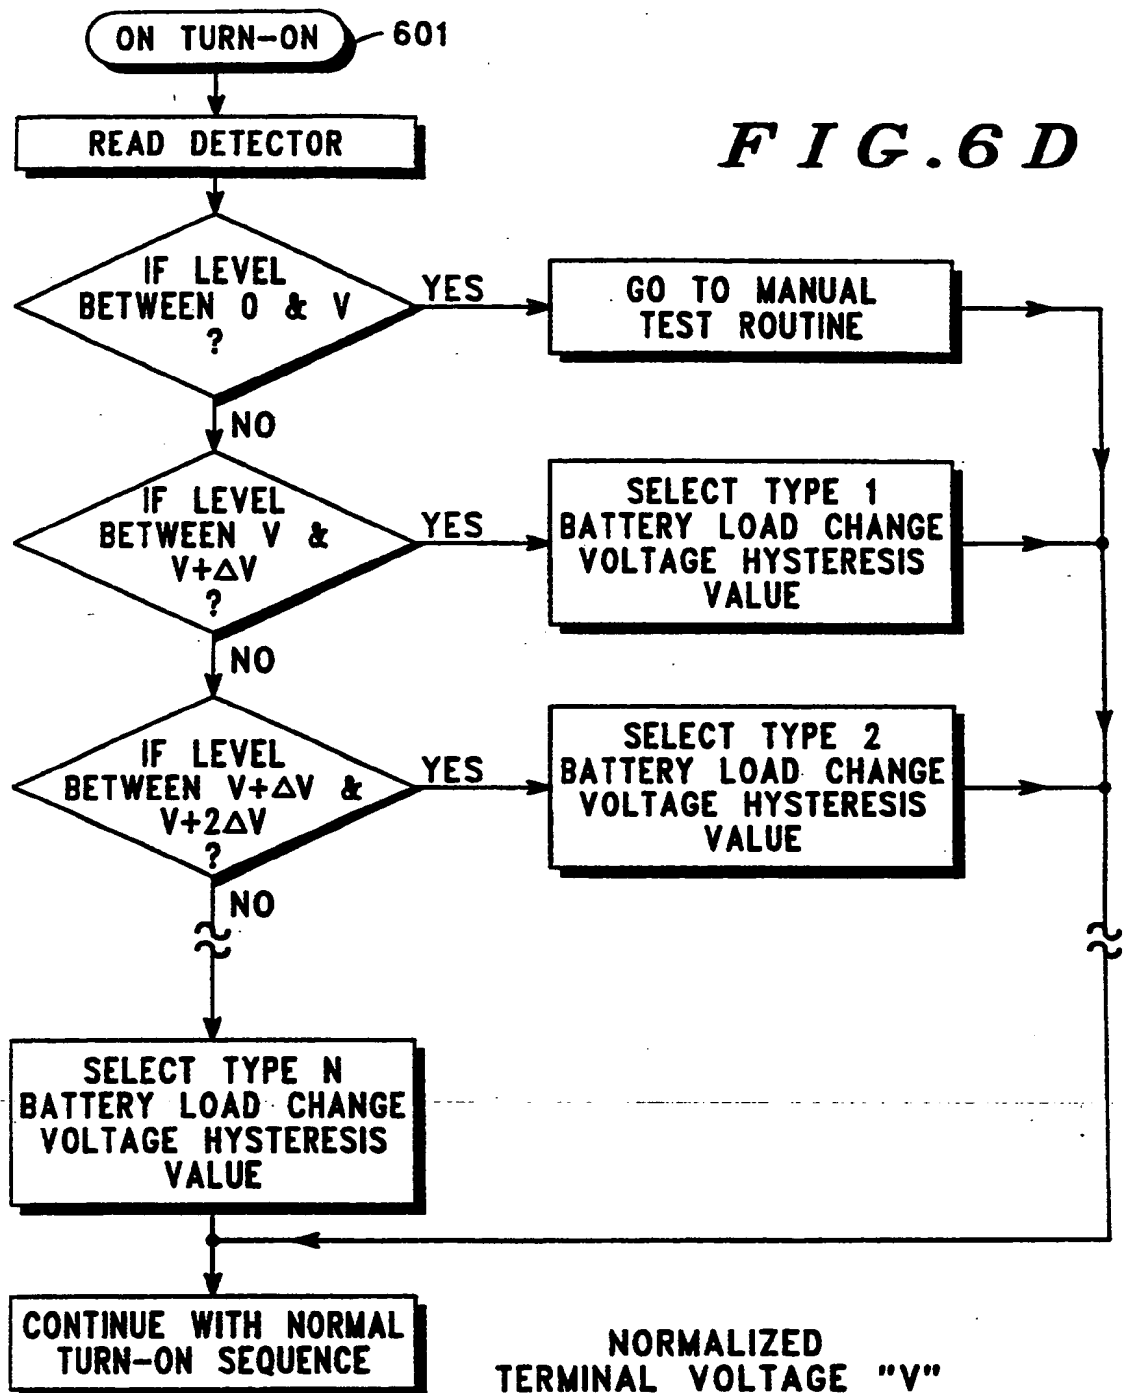 ON TURN-ON
601
READ DETECTOR
FIG.6D
IF LEVEL
BETWEEN 0 & V
?
YES
GO TO MANUAL
TEST ROUTINE
NO
IF LEVEL
BETWEEN V &
V+ΔV
?
YES
SELECT TYPE 1
BATTERY LOAD CHANGE
VOLTAGE HYSTERESIS
VALUE
NO
IF LEVEL
BETWEEN V+ΔV &
V+2ΔV
?
YES
SELECT TYPE 2
BATTERY LOAD CHANGE
VOLTAGE HYSTERESIS
VALUE
NO
SELECT TYPE N
BATTERY LOAD CHANGE
VOLTAGE HYSTERESIS
VALUE
CONTINUE WITH NORMAL
TURN-ON SEQUENCE
NORMALIZED
TERMINAL VOLTAGE "V"